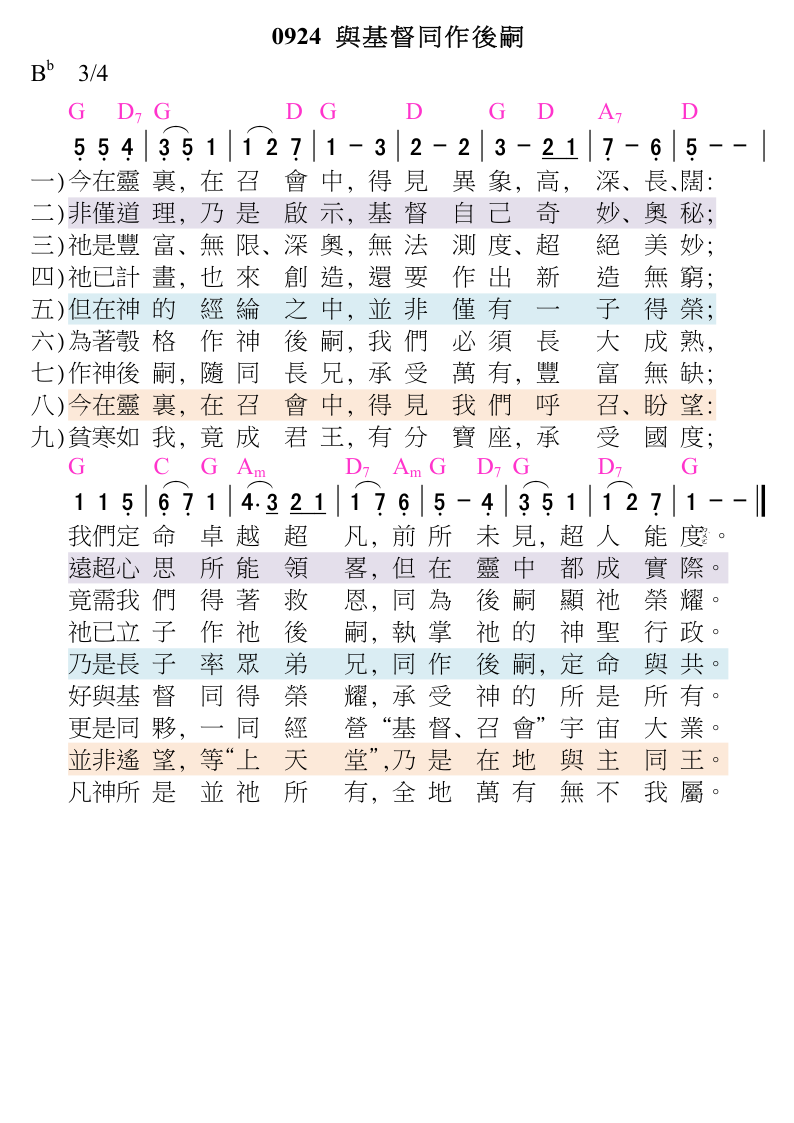 0924 與基督同作後嗣
B♭ 3/4
G D7 G D G D G D A7 D
5 5 4 | 3 5 1 | 1 2 7 | 1 - 3 | 2 - 2 | 3 - 2 1 | 7 - 6 | 5 - - |
一)今在靈裏,在召會中,得見異象,高,深、長、闊:
二)非僅道理,乃是啟示,基督自己奇妙、奧秘;
三)祂是豐富、無限、深奧,無法測度、超絕美妙;
四)祂已計畫,也來創造,還要作出新造無窮;
五)但在神的經綸之中,並非僅有一子得榮;
六)為著彀格作神後嗣,我們必須長大成熟,
七)作神後嗣,隨同長兄,承受萬有,豐富無缺;
八)今在靈裏,在召會中,得見我們呼召、盼望:
九)貧寒如我,竟成君王,有分寶座,承受國度;
G C G Am D7 Am G D7 G D7 G
1 1 5 | 6 7 1 | 4· 3 2 1 | 1 7 6 | 5 - 4 | 3 5 1 | 1 2 7 | 1 - - ‖
我們定命卓越超凡,前所未見,超人能度。
遠超心思所能領畧,但在靈中都成實際。
竟需我們得著救恩,同為後嗣顯祂榮耀。
祂已立子作祂後嗣,執掌祂的神聖行政。
乃是長子率眾弟兄,同作後嗣,定命與共。
好與基督同得榮耀,承受神的所是所有。
更是同夥,一同經營“基督、召會”宇宙大業。
並非遙望,等“上天堂”,乃是在地與主同王。
凡神所是並祂所有,全地萬有無不我屬。